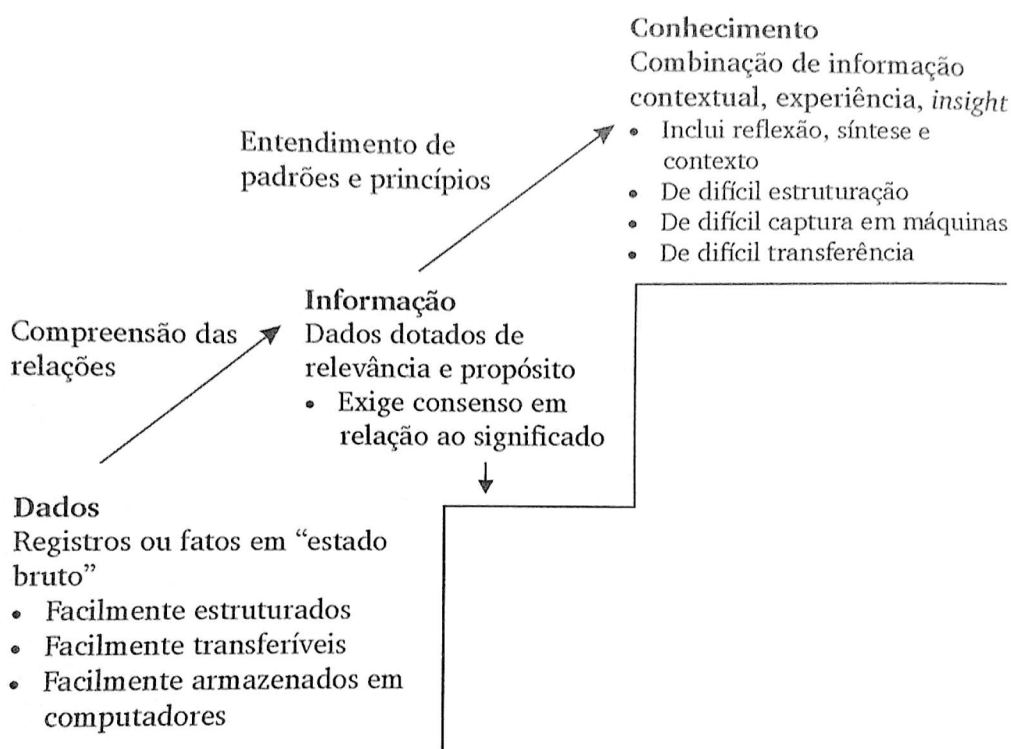 Conhecimento
Combinação de informação
contextual, experiência, insight
• Inclui reflexão, síntese e
contexto
• De difícil estruturação
• De difícil captura em máquinas
• De difícil transferência
Entendimento de
padrões e princípios
Informação
Dados dotados de
relevância e propósito
• Exige consenso em
relação ao significado
Compreensão das
relações
Dados
Registros ou fatos em “estado
bruto”
• Facilmente estruturados
• Facilmente transferíveis
• Facilmente armazenados em
computadores